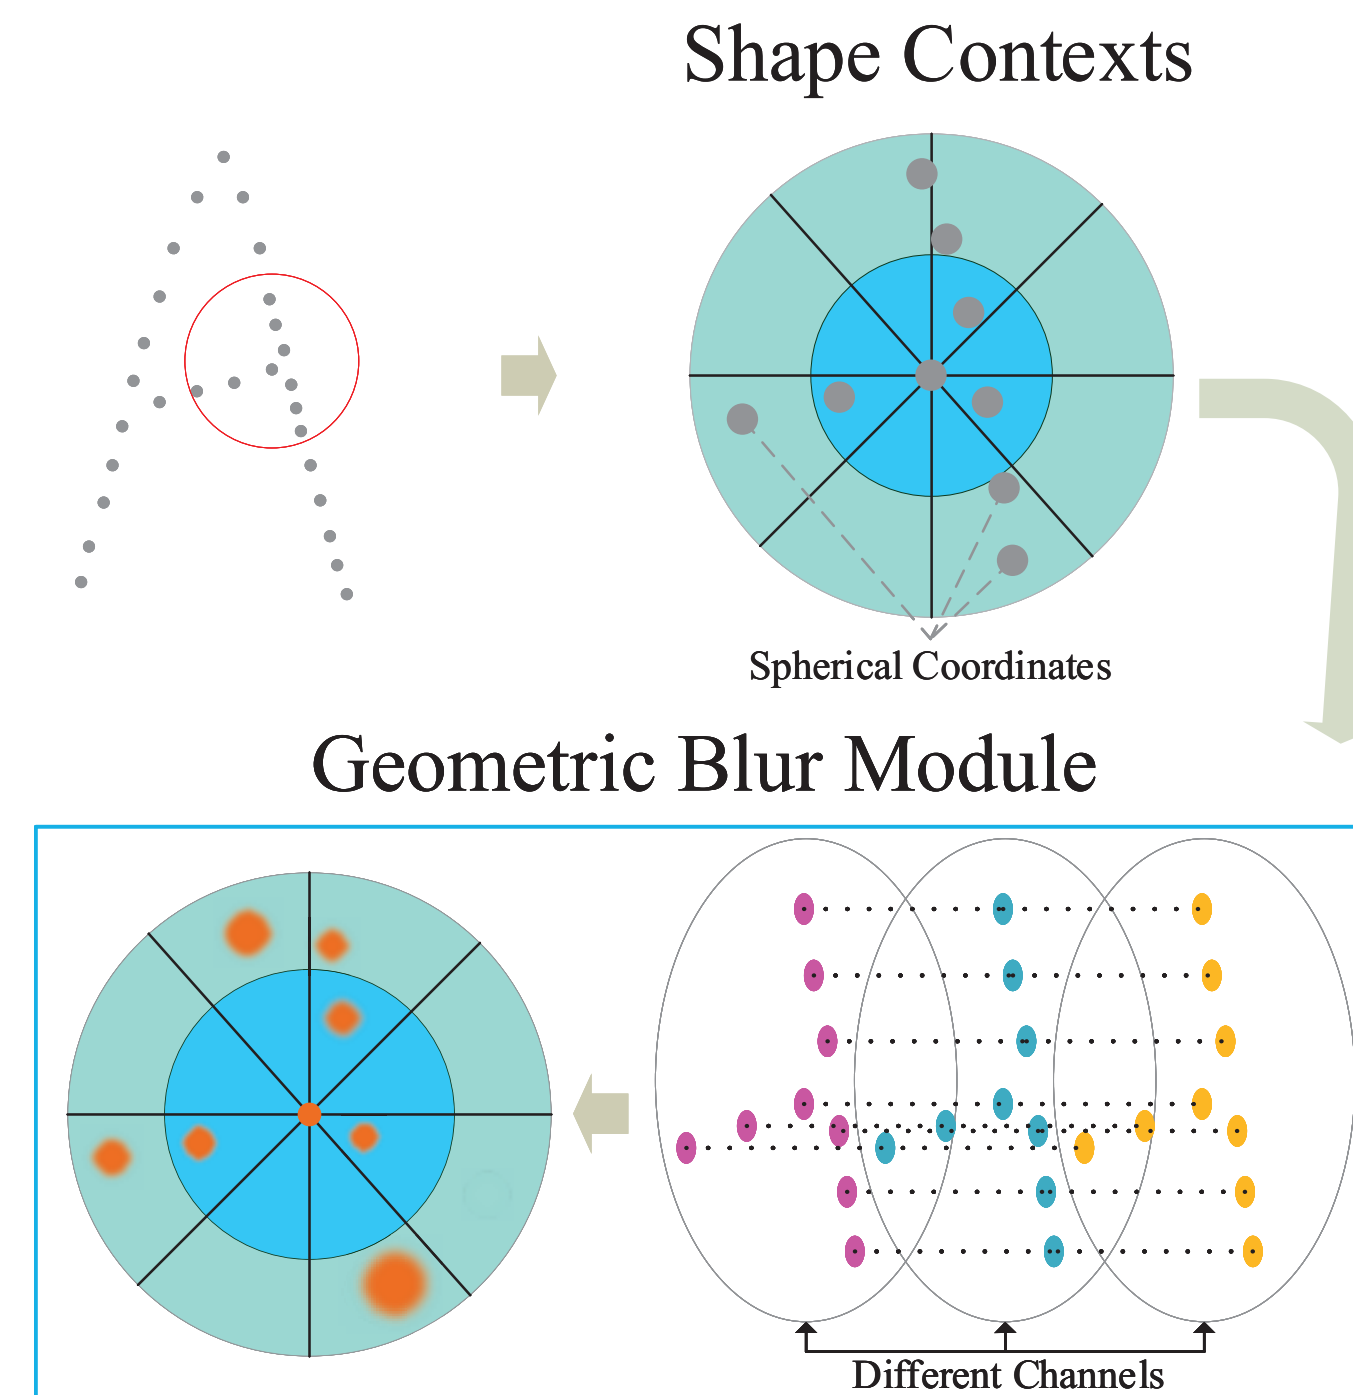 Shape Contexts
Spherical Coordinates
Geometric Blur Module
Different Channels